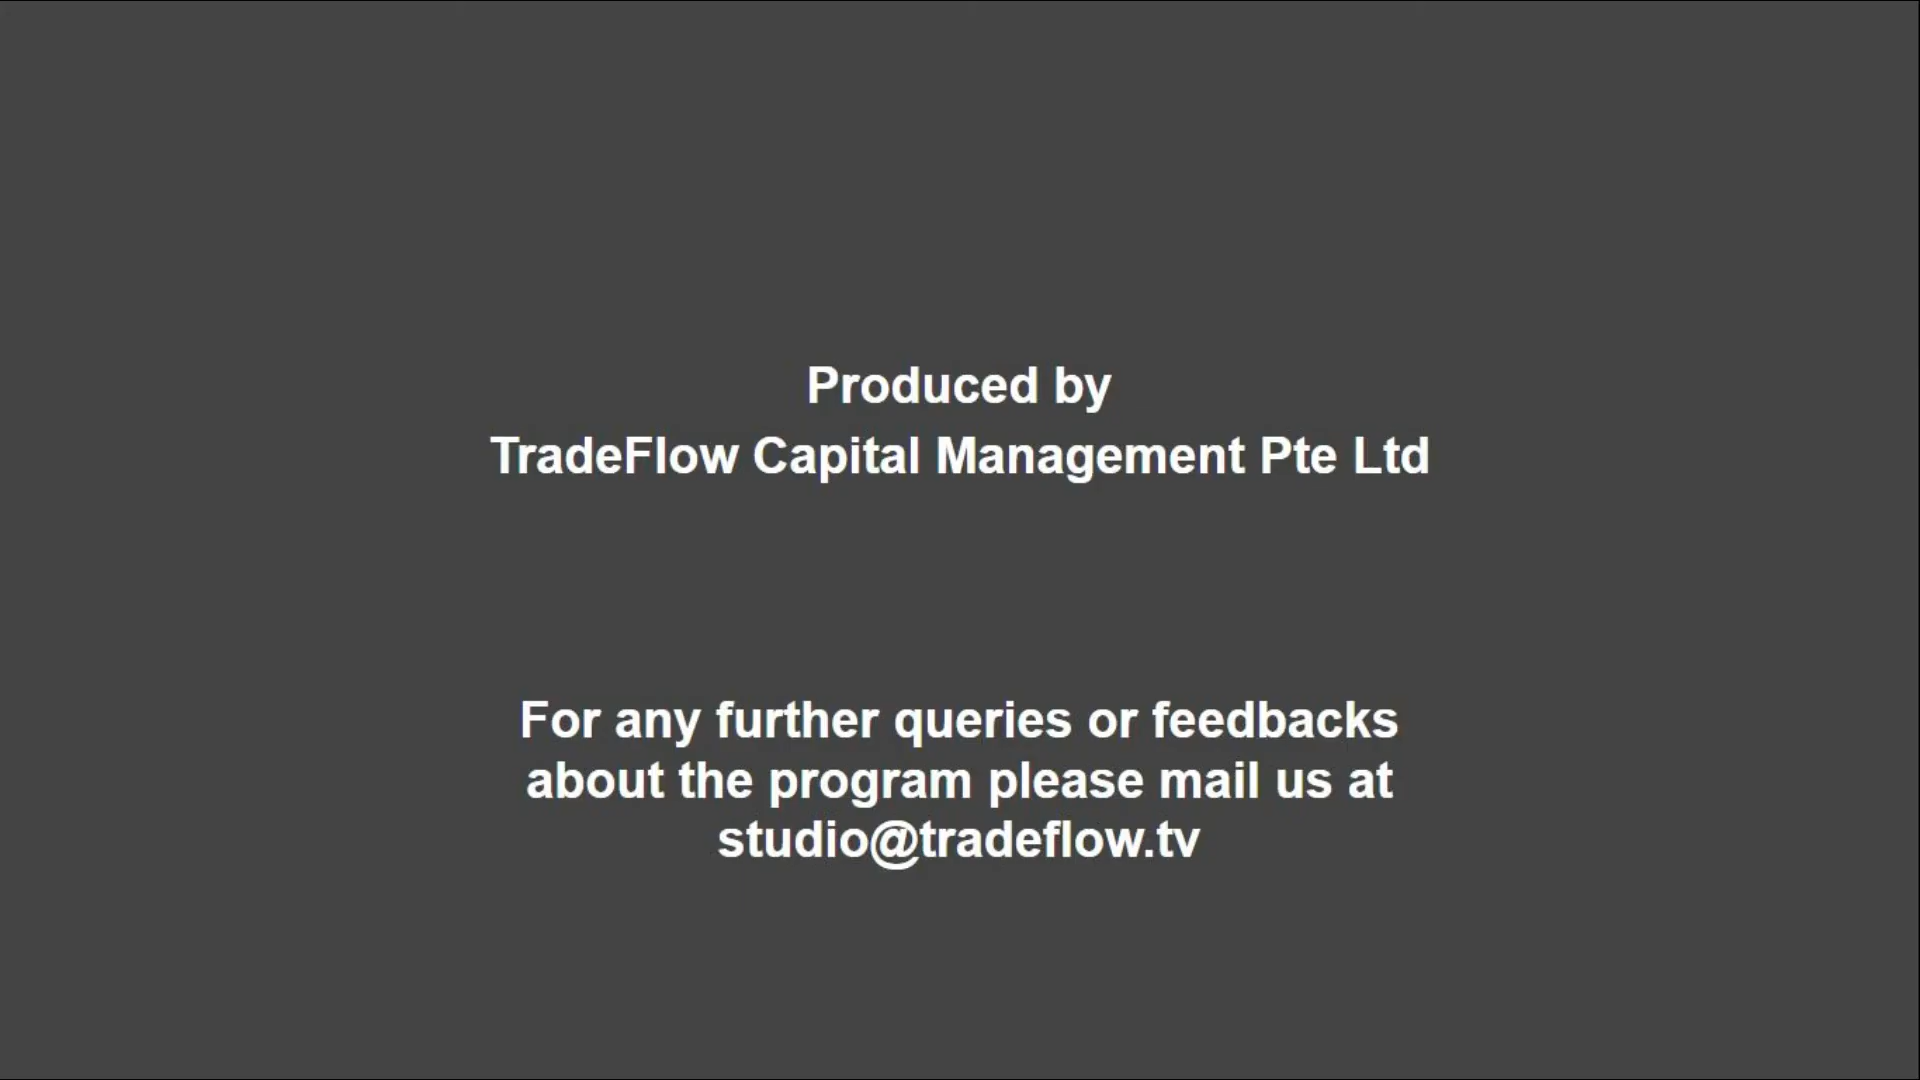 Produced by
TradeFlow Capital Management Pte Ltd
For any further queries or feedbacks
about the program please mail us at
studio@tradeflow.tv